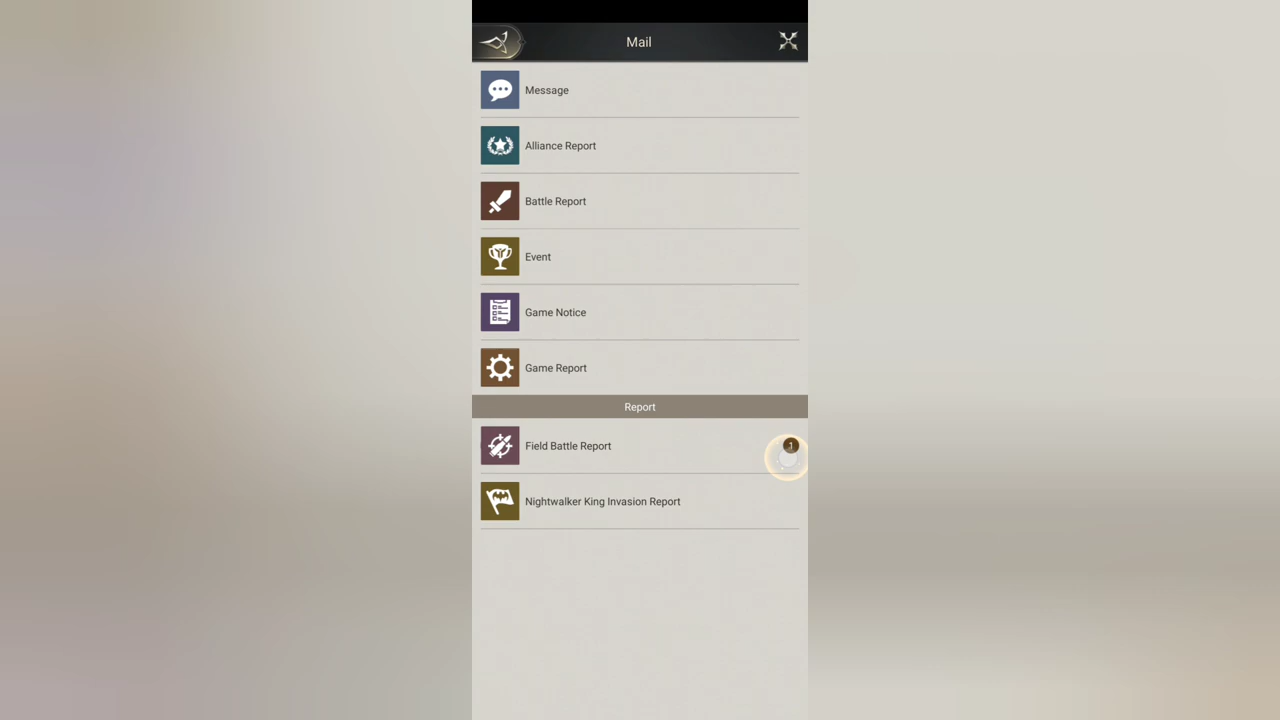 Mail
Message
Alliance Report
Battle Report
Event
Game Notice
Game Report
Report
Field Battle Report
1
Nightwalker King Invasion Report